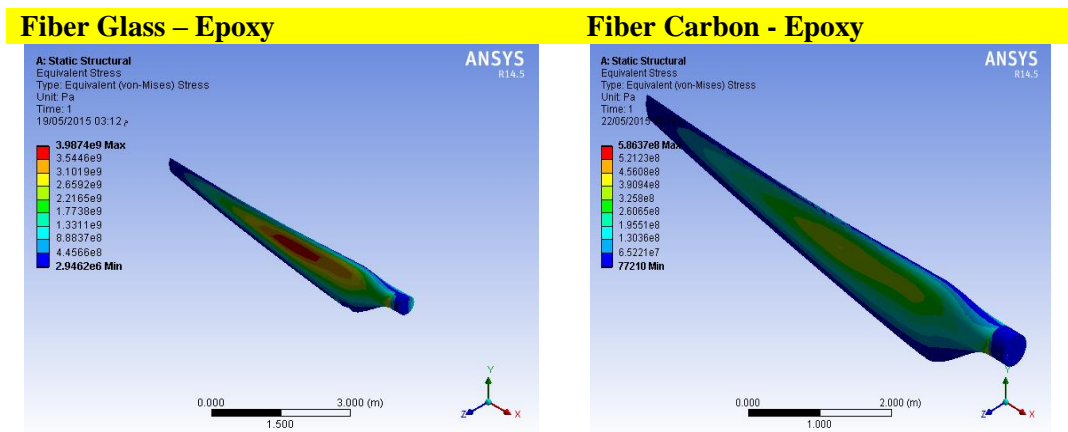 Fiber Glass – Epoxy
A: Static Structural
Equivalent Stress
Type: Equivalent (von-Mises) Stress
Unit: Pa
Time: 1
19/05/2015 03:12 م
3.9874e9 Max
3.5446e9
3.1019e9
2.6592e9
2.2165e9
1.7738e9
1.3311e9
8.8837e8
4.4566e8
2.9462e6 Min
ANSYS
R14.5
0.000
3.000 (m)
1.500
Y
Z
X
Fiber Carbon - Epoxy
A: Static Structural
Equivalent Stress
Type: Equivalent (von-Mises) Stress
Unit: Pa
Time: 1
22/05/2015
5.8637e8 Max
5.2123e8
4.5608e8
3.9094e8
3.258e8
2.6065e8
1.9551e8
1.3036e8
6.5221e7
77210 Min
ANSYS
R14.5
0.000
2.000 (m)
1.000
Y
Z
X